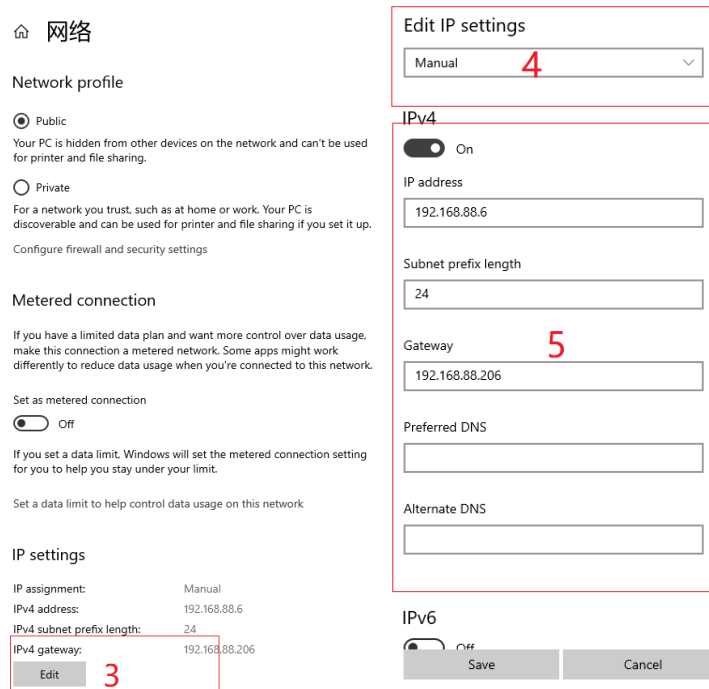 网络
Network profile
Public
Your PC is hidden from other devices on the network and can't be used
for printer and file sharing.
Private
For a network you trust, such as at home or work. Your PC is
discoverable and can be used for printer and file sharing if you set it up.
Configure firewall and security settings
Metered connection
If you have a limited data plan and want more control over data usage,
make this connection a metered network. Some apps might work
differently to reduce data usage when you're connected to this network.
Set as metered connection
Off
If you set a data limit, Windows will set the metered connection setting
for you to help you stay under your limit.
Set a data limit to help control data usage on this network
IP settings
IP assignment: Manual
IPv4 address: 192.168.88.6
IPv4 subnet prefix length: 24
IPv4 gateway: 192.168.88.206
Edit
3
Edit IP settings
Manual
4
IPv4
On
IP address
192.168.88.6
Subnet prefix length
24
Gateway
5
192.168.88.206
Preferred DNS
Alternate DNS
IPv6
Off
Save Cancel